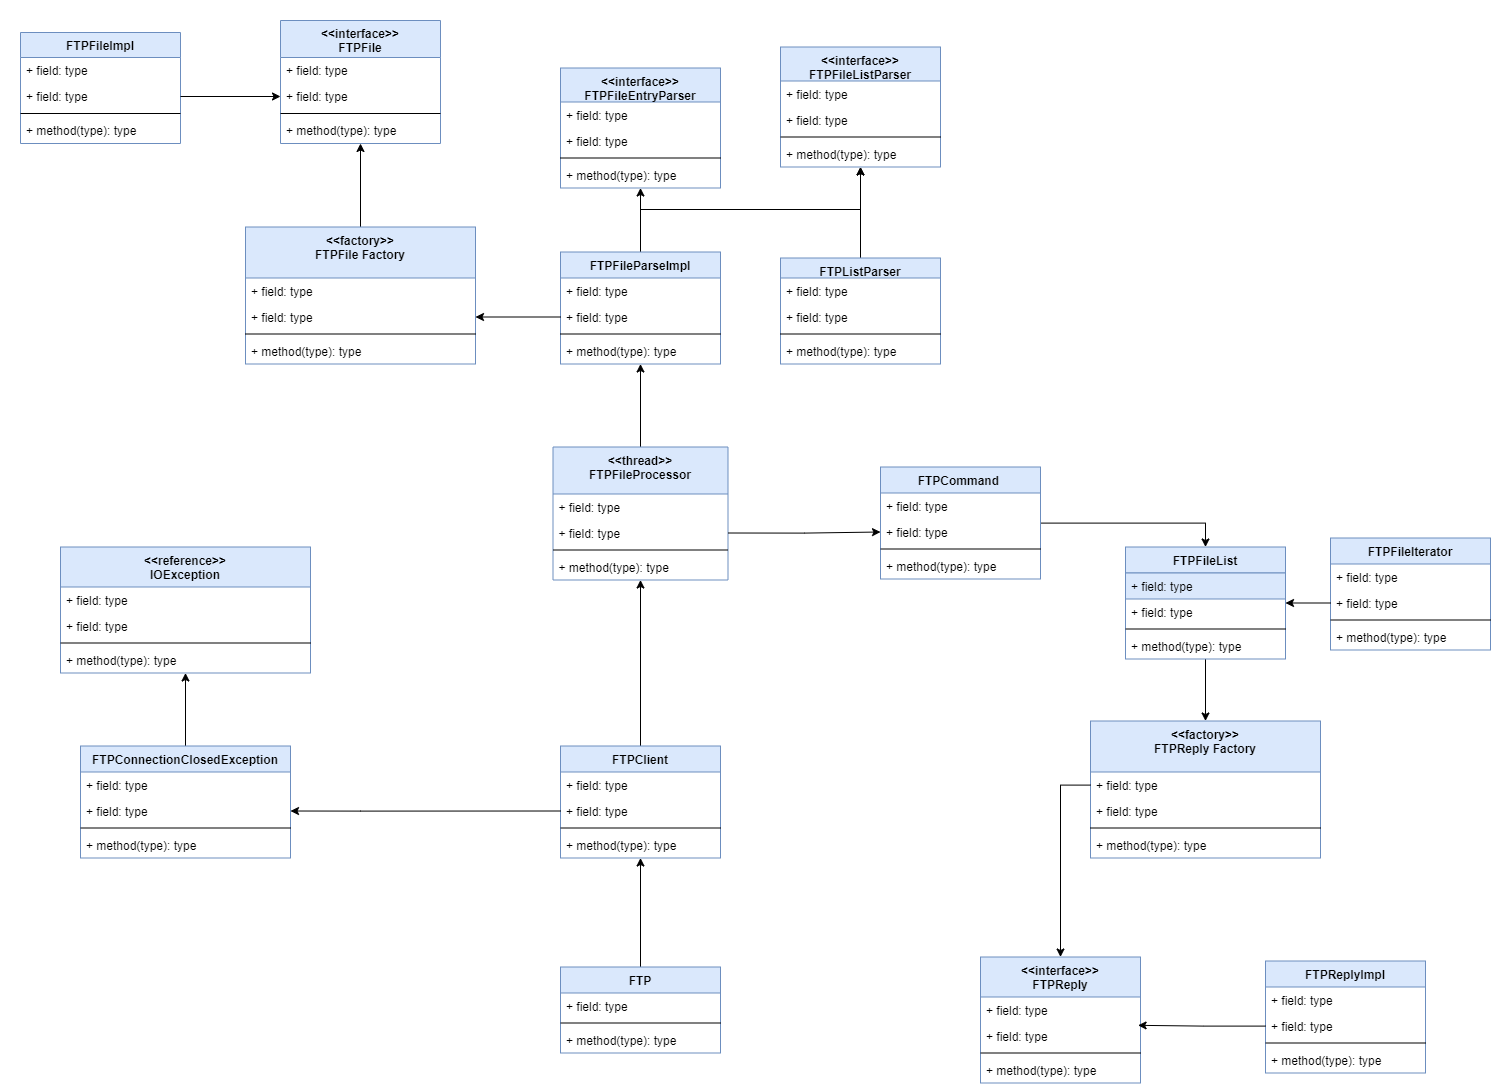 FTPFileImpl
+ field: type
+ field: type
+ method(type): type
<<interface>>
FTPFile
+ field: type
+ field: type
+ method(type): type
<<interface>>
FTPFileEntryParser
+ field: type
+ field: type
+ method(type): type
<<interface>>
FTPFileListParser
+ field: type
+ field: type
+ method(type): type
<<factory>>
FTPFile Factory
+ field: type
+ field: type
+ method(type): type
FTPFileParseImpl
+ field: type
+ field: type
+ method(type): type
FTPListParser
+ field: type
+ field: type
+ method(type): type
<<thread>>
FTPFileProcessor
+ field: type
+ field: type
+ method(type): type
FTPCommand
+ field: type
+ field: type
+ method(type): type
<<reference>>
IOException
+ field: type
+ field: type
+ method(type): type
FTPFileList
+ field: type
+ field: type
+ method(type): type
FTPFileIterator
+ field: type
+ field: type
+ method(type): type
FTPConnectionClosedException
+ field: type
+ field: type
+ method(type): type
FTPClient
+ field: type
+ field: type
+ method(type): type
<<factory>>
FTPReply Factory
+ field: type
+ field: type
+ method(type): type
FTP
+ field: type
+ method(type): type
<<interface>>
FTPReply
+ field: type
+ field: type
+ method(type): type
FTPReplyImpl
+ field: type
+ field: type
+ method(type): type